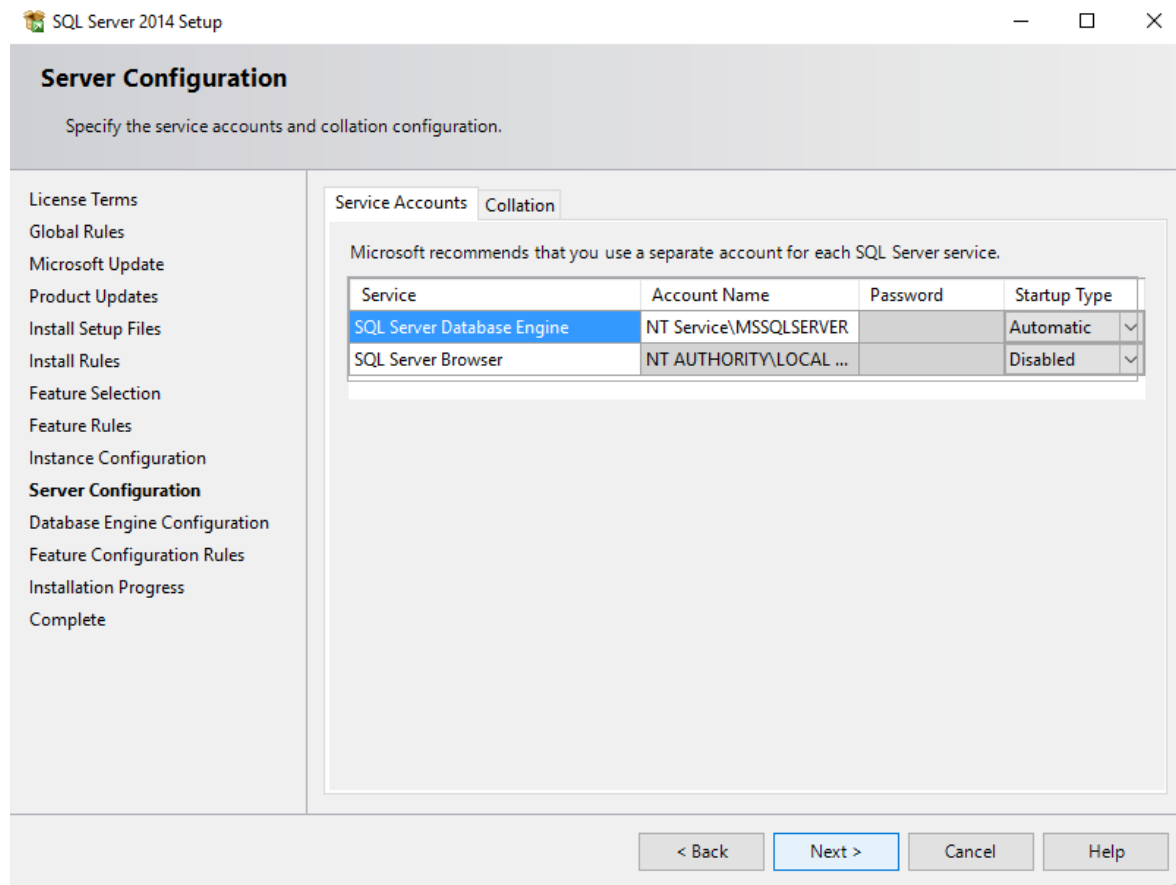 SQL Server 2014 Setup
Server Configuration
Specify the service accounts and collation configuration.
License Terms
Global Rules
Microsoft Update
Product Updates
Install Setup Files
Install Rules
Feature Selection
Feature Rules
Instance Configuration
Server Configuration
Database Engine Configuration
Feature Configuration Rules
Installation Progress
Complete
Service Accounts Collation
Microsoft recommends that you use a separate account for each SQL Server service.
Service Account Name Password Startup Type
SQL Server Database Engine NT Service\MSSQLSERVER Automatic
SQL Server Browser NT AUTHORITY\LOCAL ... Disabled
< Back Next > Cancel Help